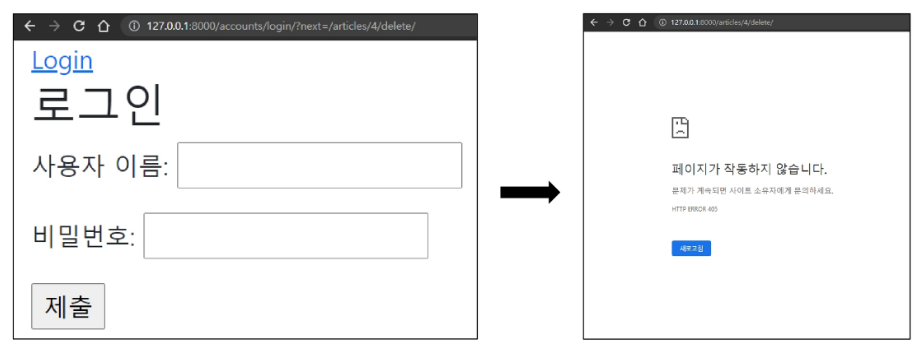 127.0.0.1:8000/accounts/login/?next=/articles/4/delete/
Login
로그인
사용자 이름:
비밀번호:
제출
127.0.0.1:8000/articles/4/delete/
페이지가 작동하지 않습니다.
문제가 계속되면 사이트 소유자에게 문의하세요.
HTTP ERROR 405
새로고침